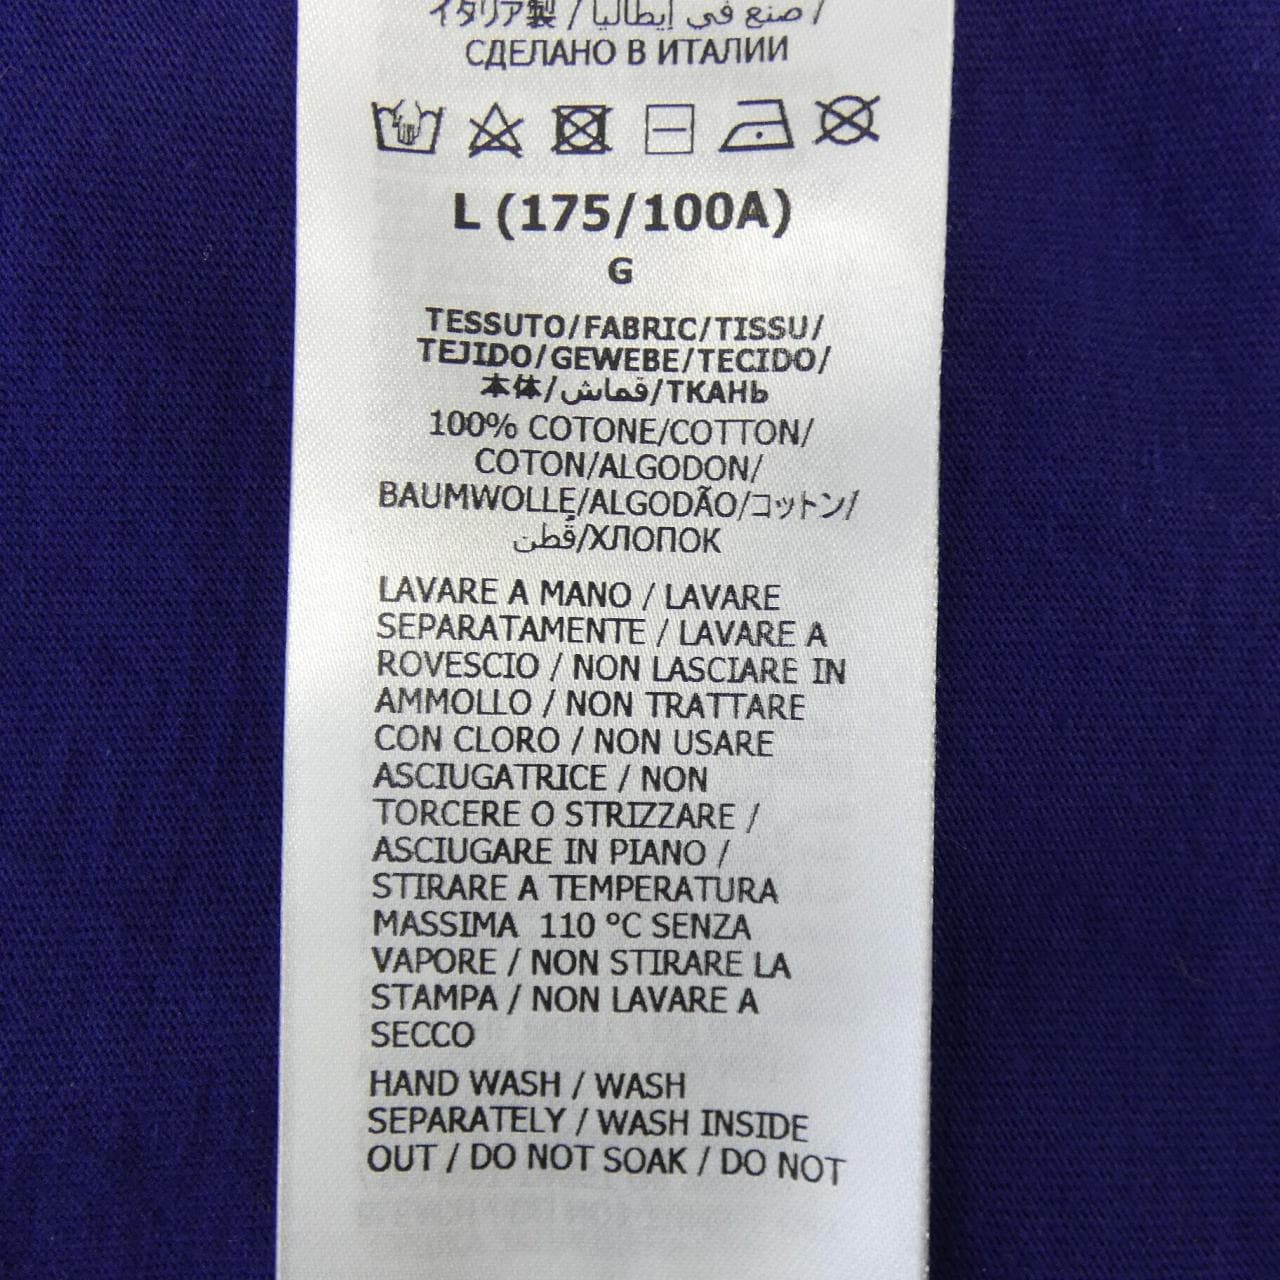 イタリア製 / صنع في إيطاليا /
СДЕЛАНО В ИТАЛИИ
L (175/100A)
G
TESSUTO/FABRIC/TISSU/
TEJIDO/GEWEBE/TECIDO/
本体/قماش/ТКАНЬ
100% COTONE/COTTON/
COTON/ALGODON/
BAUMWOLLE/ALGODÃO/コットン/
قُطن/ХЛОПОК
LAVARE A MANO / LAVARE
SEPARATAMENTE / LAVARE A
ROVESCIO / NON LASCIARE IN
AMMOLLO / NON TRATTARE
CON CLORO / NON USARE
ASCIUGATRICE / NON
TORCERE O STRIZZARE /
ASCIUGARE IN PIANO /
STIRARE A TEMPERATURA
MASSIMA 110 °C SENZA
VAPORE / NON STIRARE LA
STAMPA / NON LAVARE A
SECCO
HAND WASH / WASH
SEPARATELY / WASH INSIDE
OUT / DO NOT SOAK / DO NOT